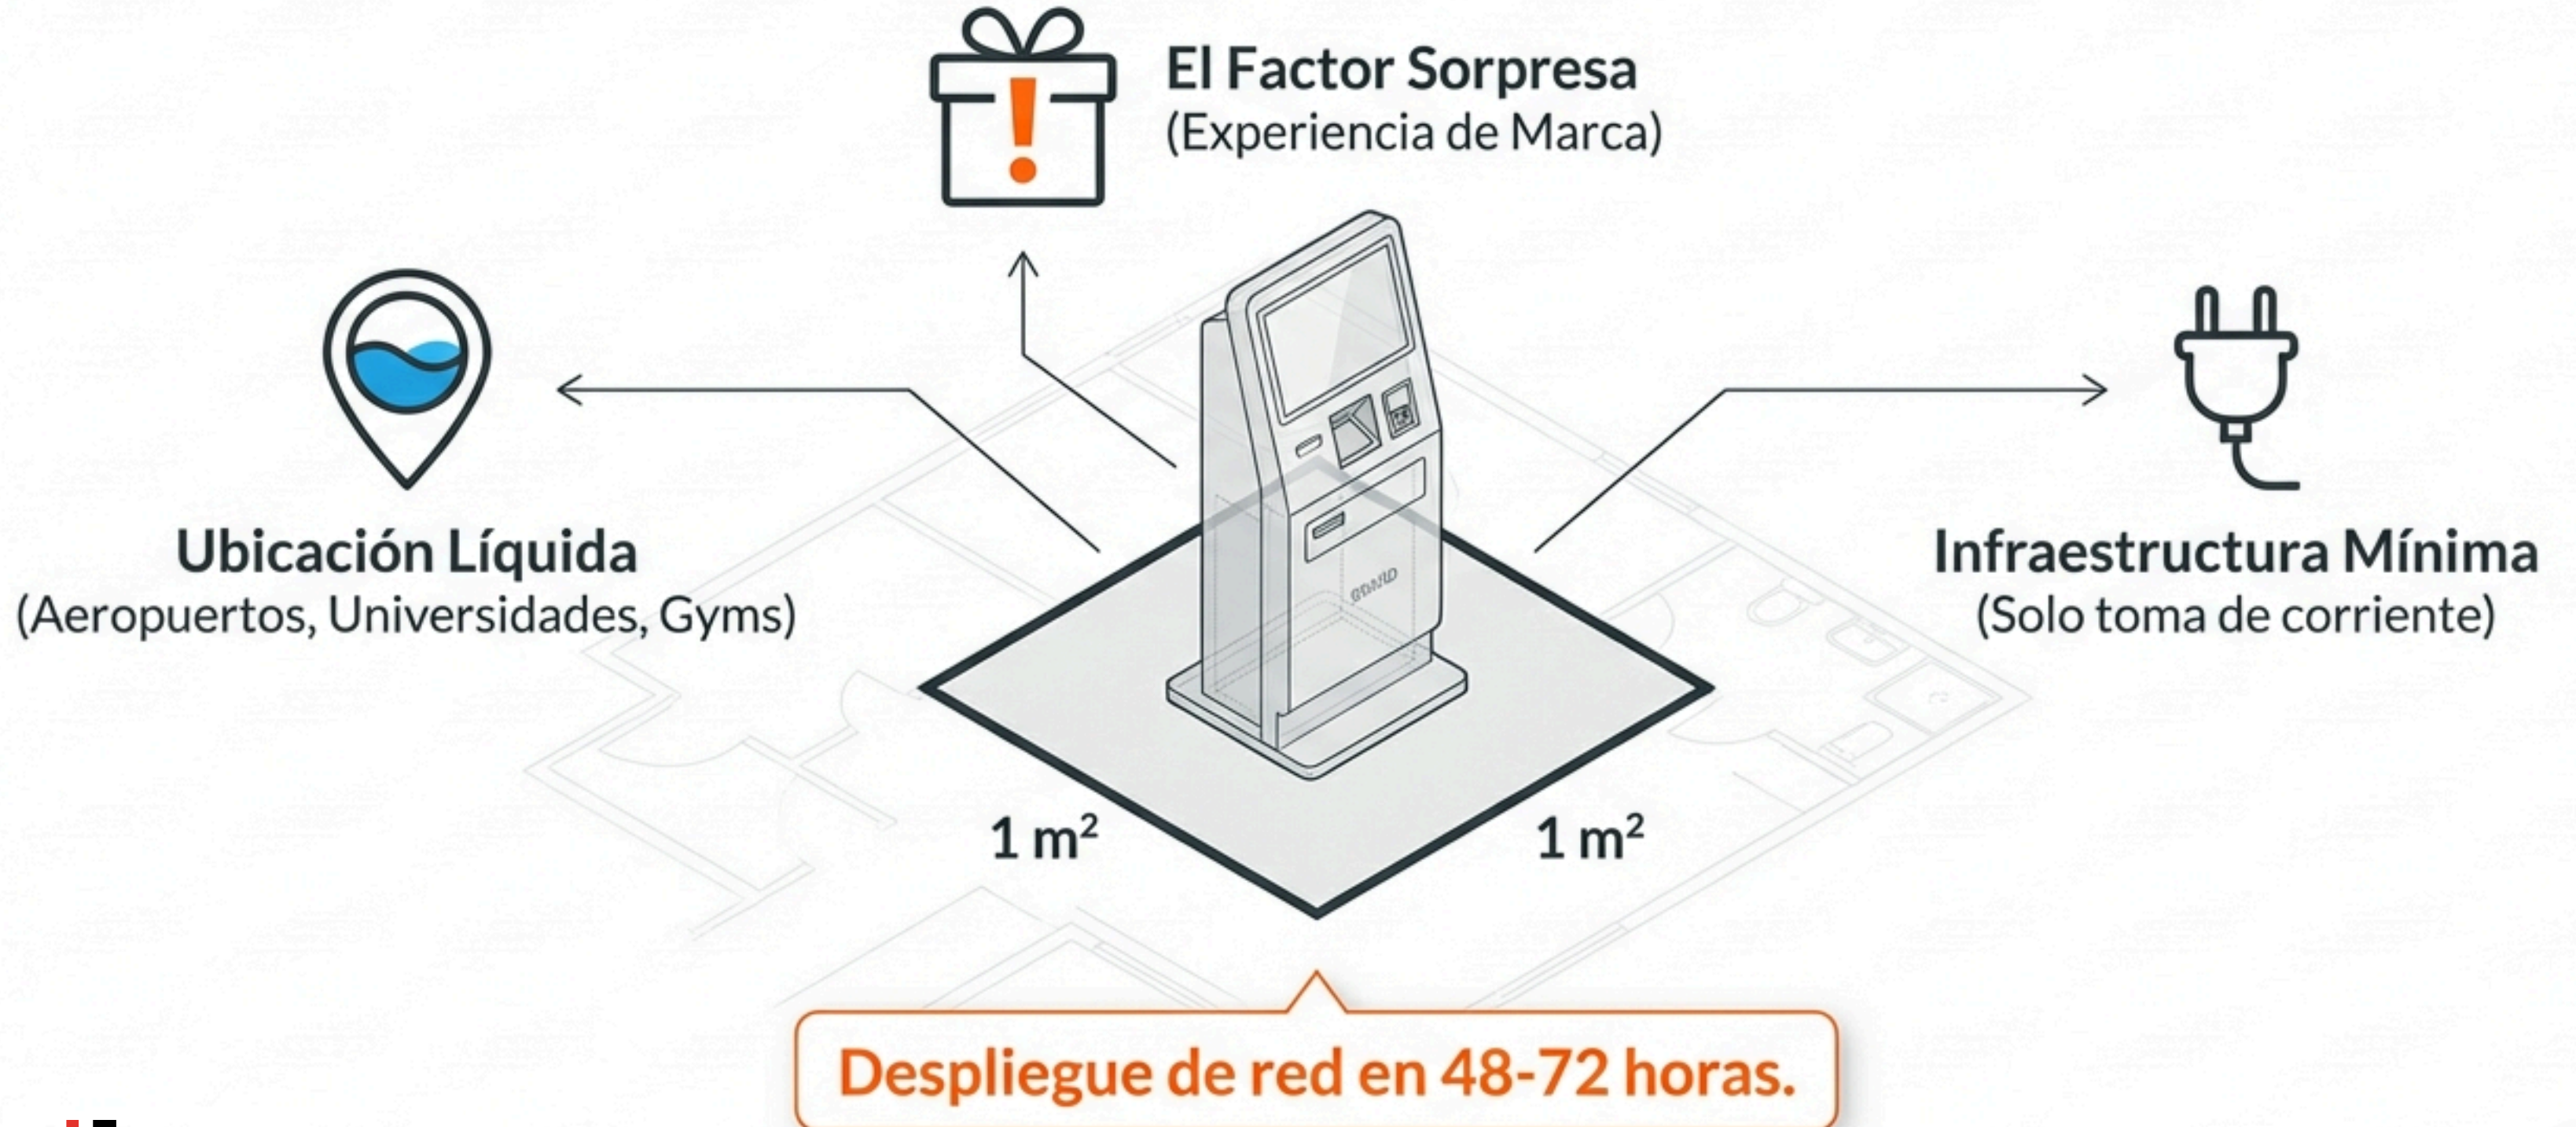 El Factor Sorpresa
(Experiencia de Marca)
Ubicación Líquida
(Aeropuertos, Universidades, Gyms)
Infraestructura Mínima
(Solo toma de corriente)
1 m²
1 m²
Despliegue de red en 48-72 horas.